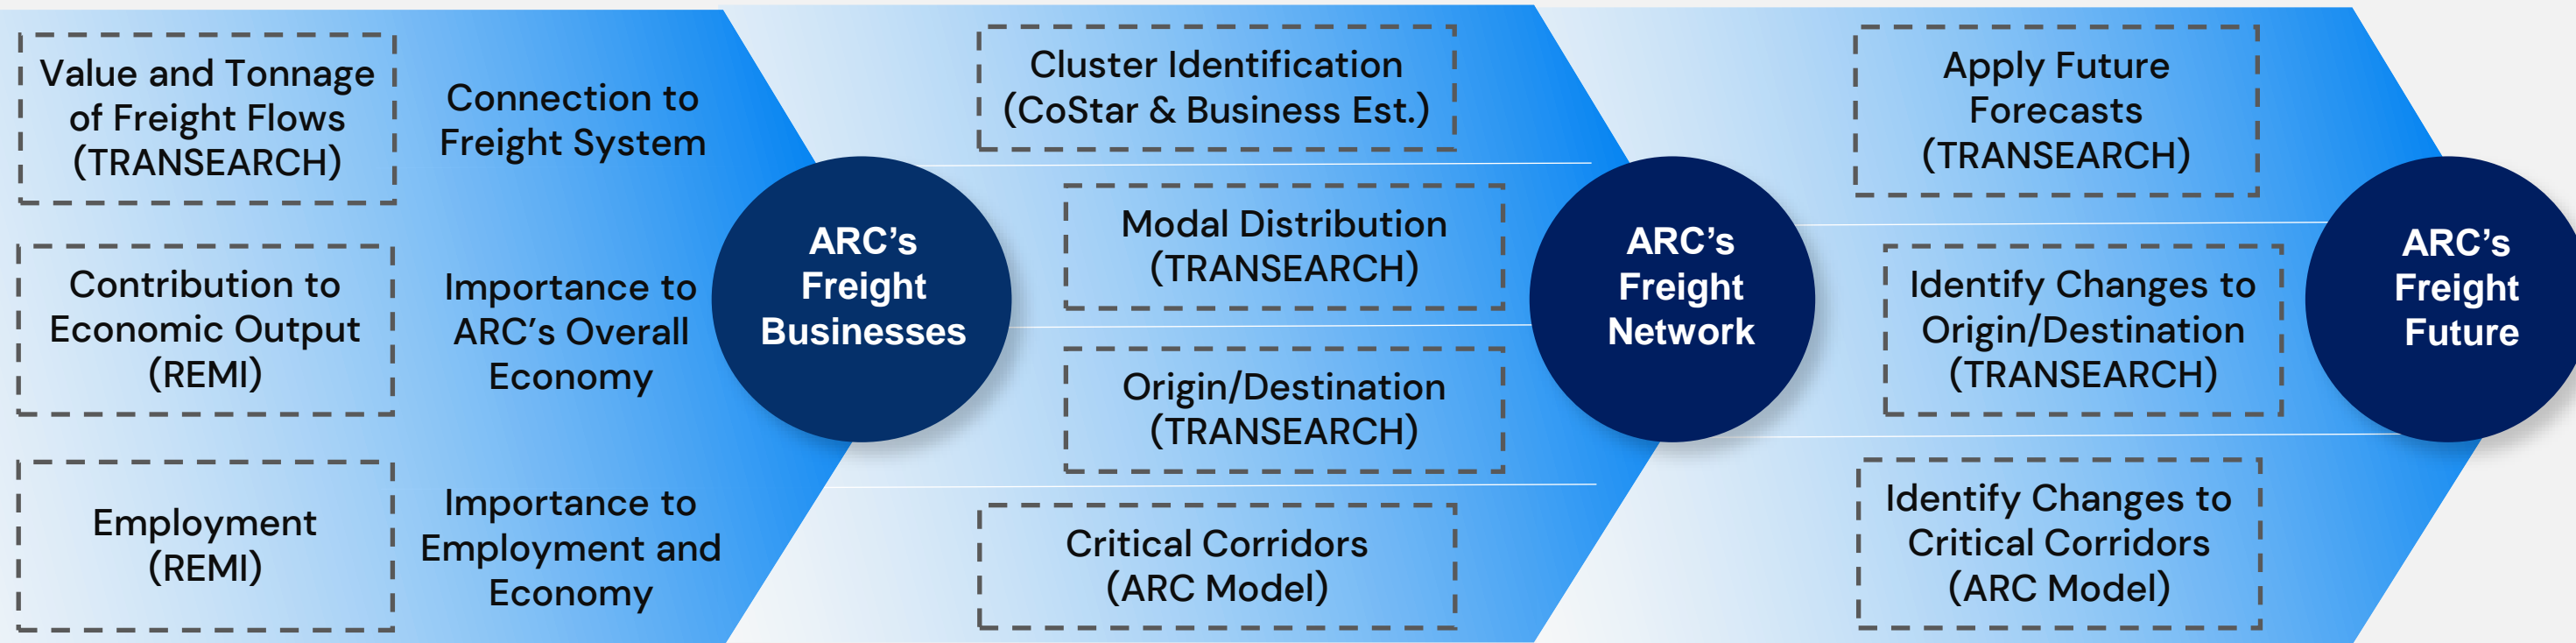 Value and Tonnage
of Freight Flows
(TRANSEARCH)
Connection to
Freight System
Contribution to
Economic Output
(REMI)
Importance to
ARC’s Overall
Economy
Employment
(REMI)
Importance to
Employment and
Economy
ARC’s
Freight
Businesses
Cluster Identification
(CoStar & Business Est.)
Modal Distribution
(TRANSEARCH)
Origin/Destination
(TRANSEARCH)
Critical Corridors
(ARC Model)
ARC’s
Freight
Network
Apply Future
Forecasts
(TRANSEARCH)
Identify Changes to
Origin/Destination
(TRANSEARCH)
Identify Changes to
Critical Corridors
(ARC Model)
ARC’s
Freight
Future